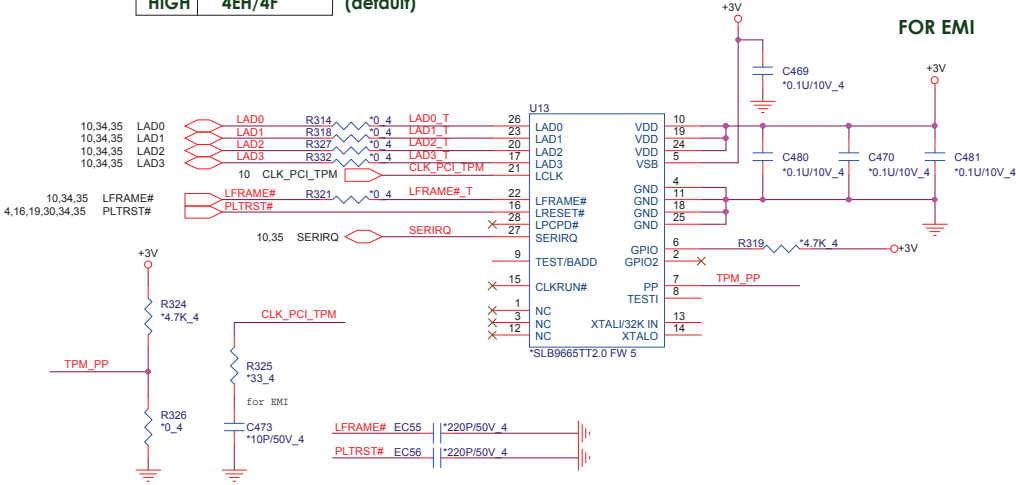 HIGH 4EH/4F (default)
FOR EMI
+3V
C469
*0.1U/10V_4
+3V
U13
10,34,35 LAD0 LAD0 R314 *0_4 LAD0_T 26 LAD0 VDD 10
10,34,35 LAD1 LAD1 R318 *0_4 LAD1_T 23 LAD1 VDD 19
10,34,35 LAD2 LAD2 R327 *0_4 LAD2_T 20 LAD2 VDD 24
10,34,35 LAD3 LAD3 R332 *0_4 LAD3_T 17 LAD3 VSB 5
10 CLK_PCI_TPM CLK_PCI_TPM 21 LCLK
C480
*0.1U/10V_4
C470
*0.1U/10V_4
C481
*0.1U/10V_4
GND 4
10,34,35 LFRAME# LFRAME# R321 *0_4 LFRAME#_T 22 LFRAME# GND 11
4,16,19,30,34,35 PLTRST# PLTRST# 16 LRESET# GND 18
28 LPCPD# GND 25
10,35 SERIRQ SERIRQ 27 SERIRQ
GPIO 6 R319 *4.7K_4 +3V
9 TEST/BADD GPIO2 2
15 CLKRUN# PP 7 TPM_PP
TESTI 8
1 NC
3 NC XTALI/32K IN 13
12 NC XTALO 14
*SLB9665TT2.0 FW 5
+3V
R324
*4.7K_4
CLK_PCI_TPM
TPM_PP
R325
*33_4
for EMI
R326
*0_4
C473
*10P/50V_4
LFRAME# EC55 *220P/50V_4
PLTRST# EC56 *220P/50V_4